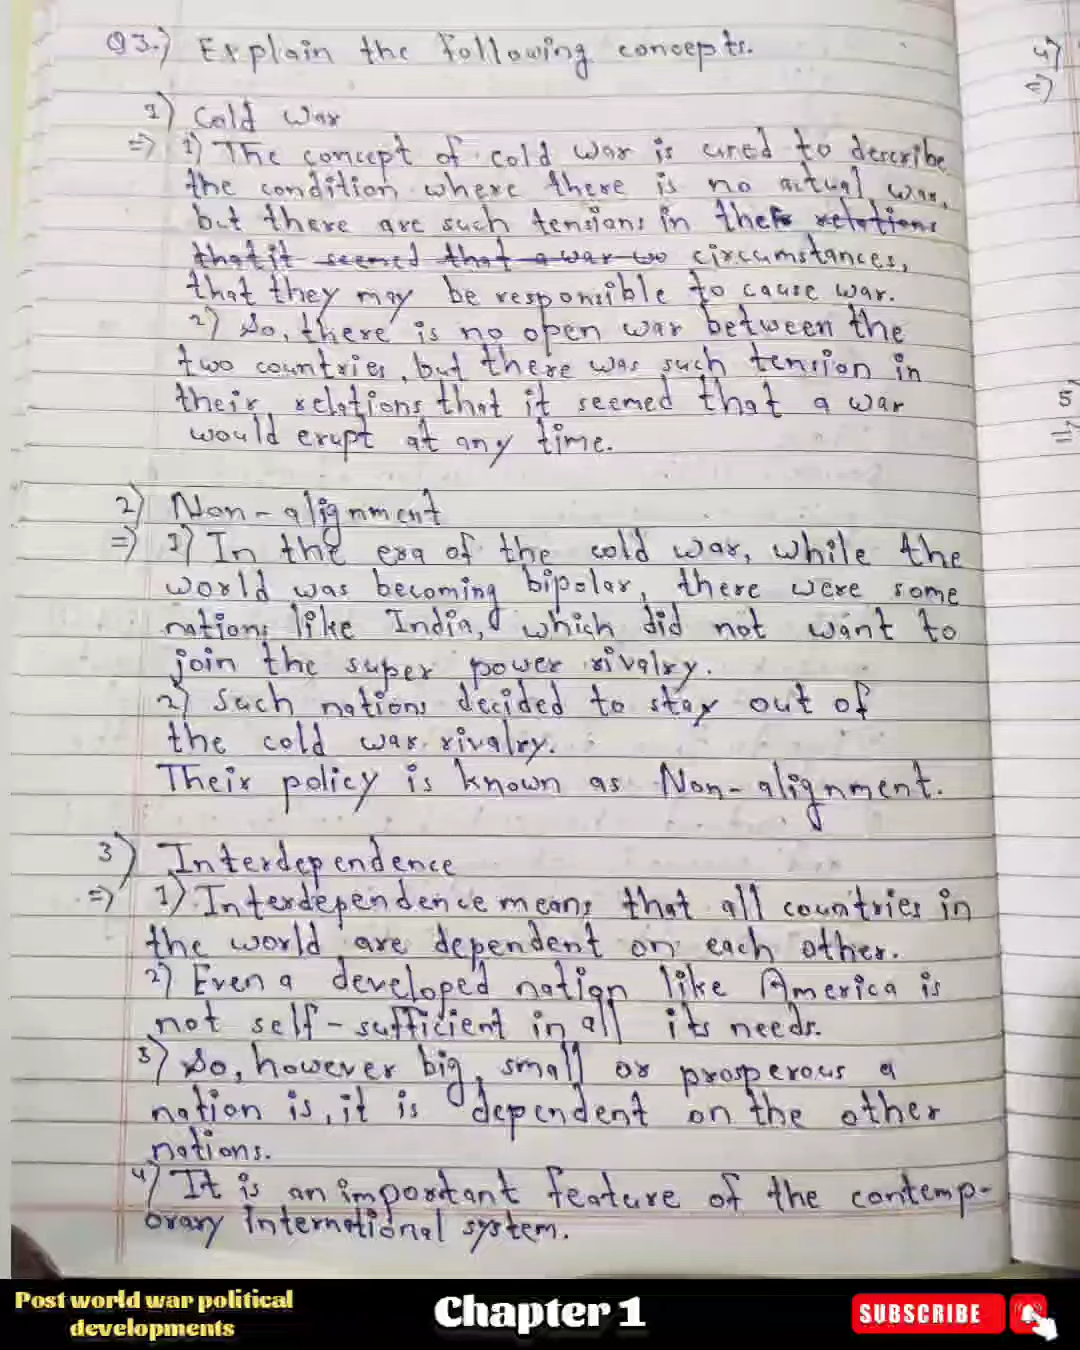 Q3.) Explain the following concepts.
1) Cold War
=> 1) The concept of cold war is used to describe
the condition where there is no actual war,
but there are such tensions in the relations
that it seemed that a war wo circumstances,
that they may be responsible to cause war.
2) So, there is no open war between the
two countries, but there was such tension in
their relations that it seemed that a war
would erupt at any time.
2) Non-alignment
=> 1) In the era of the cold war, while the
world was becoming bipolar, there were some
nations like India, which did not want to
join the super power rivalry.
2) Such nations decided to stay out of
the cold war rivalry.
Their policy is known as Non-alignment.
3) Interdependence
=> 1) Interdependence means that all countries in
the world are dependent on each other.
2) Even a developed nation like America is
not self-sufficient in all its needs.
3) So, however big, small or prosperous a
nation is, it is dependent on the other
nations.
4) It is an important feature of the contemp-
orary International system.
4)
=>
5)
=>
Post world war political
developments
Chapter 1
SUBSCRIBE